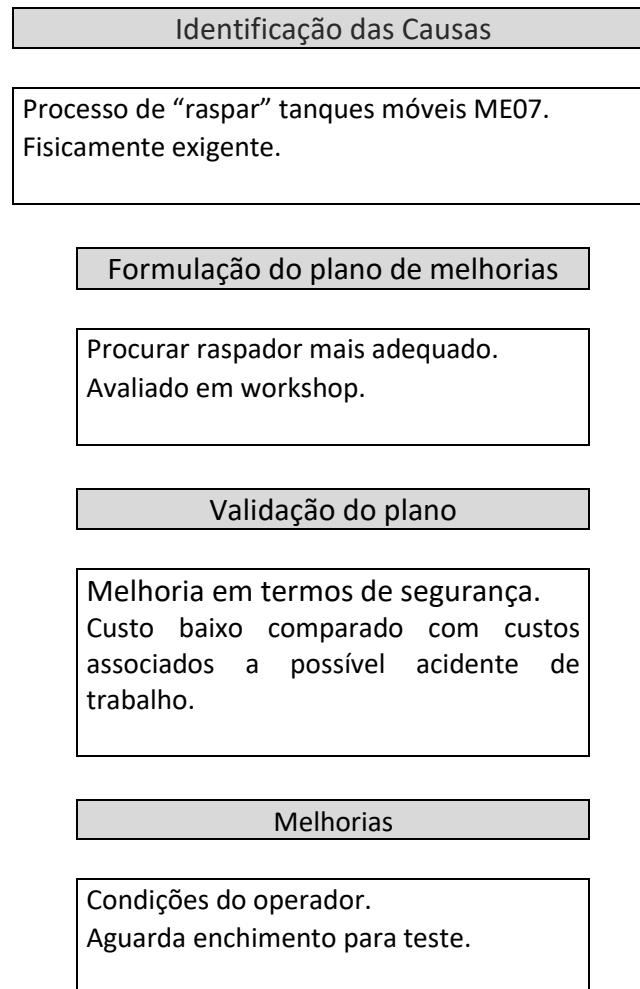 Identificação das Causas
Processo de “raspar” tanques móveis ME07.
Fisicamente exigente.
Formulação do plano de melhorias
Procurar raspador mais adequado.
Avaliado em workshop.
Validação do plano
Melhoria em termos de segurança.
Custo baixo comparado com custos
associados a possível acidente de
trabalho.
Melhorias
Condições do operador.
Aguarda enchimento para teste.